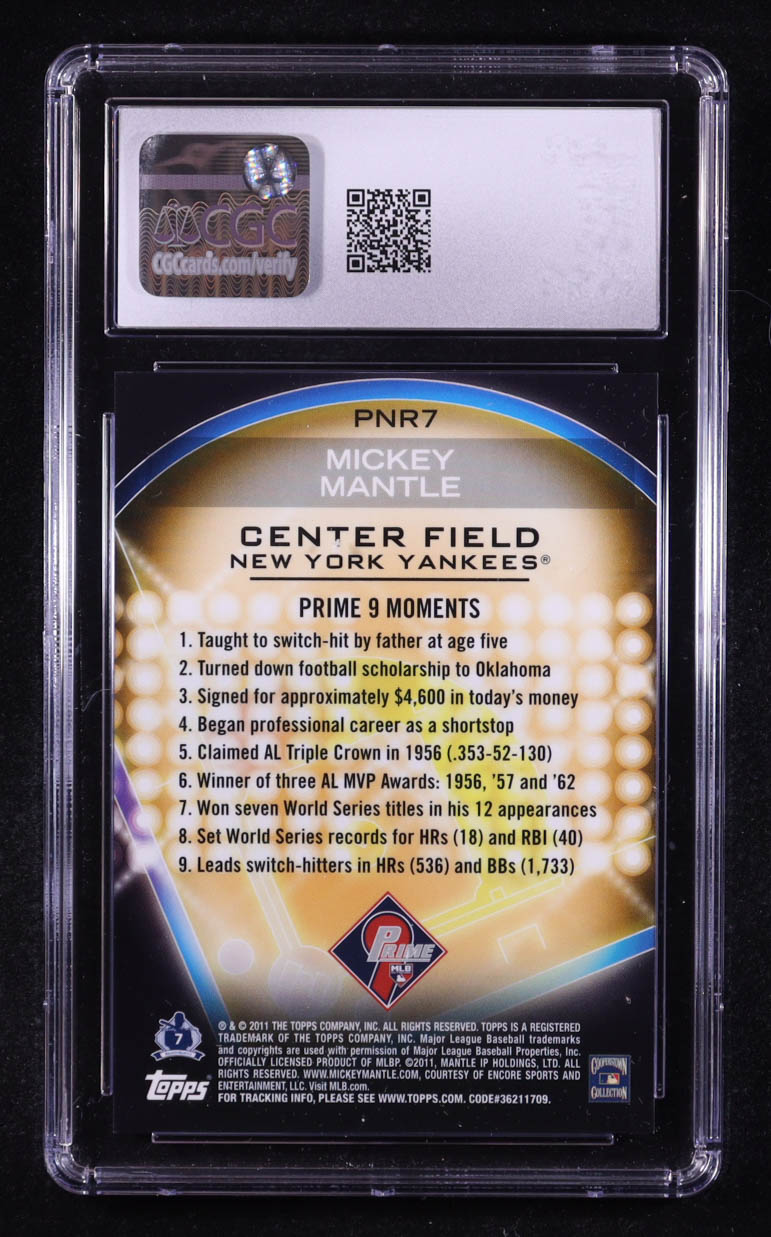 CGC
CGCcards.com/verify
PNR7
MICKEY
MANTLE
CENTER FIELD
NEW YORK YANKEES®
PRIME 9 MOMENTS
1. Taught to switch-hit by father at age five
2. Turned down football scholarship to Oklahoma
3. Signed for approximately $4,600 in today's money
4. Began professional career as a shortstop
5. Claimed AL Triple Crown in 1956 (.353-52-130)
6. Winner of three AL MVP Awards: 1956, '57 and '62
7. Won seven World Series titles in his 12 appearances
8. Set World Series records for HRs (18) and RBI (40)
9. Leads switch-hitters in HRs (536) and BBs (1,733)
9
PRIME
MLB
7
TOPPS
® & © 2011 THE TOPPS COMPANY, INC. ALL RIGHTS RESERVED. TOPPS IS A REGISTERED
TRADEMARK OF THE TOPPS COMPANY, INC. Major League Baseball trademarks
and copyrights are used with permission of Major League Baseball Properties, Inc.
OFFICIALLY LICENSED PRODUCT OF MLBP. ©2011, MANTLE IP HOLDINGS, LTD. ALL
RIGHTS RESERVED. WWW.MICKEYMANTLE.COM, COURTESY OF ENCORE SPORTS AND
ENTERTAINMENT, LLC. Visit MLB.com.
FOR TRACKING INFO, PLEASE SEE WWW.TOPPS.COM. CODE#36211709.
COOPERSTOWN
COLLECTION